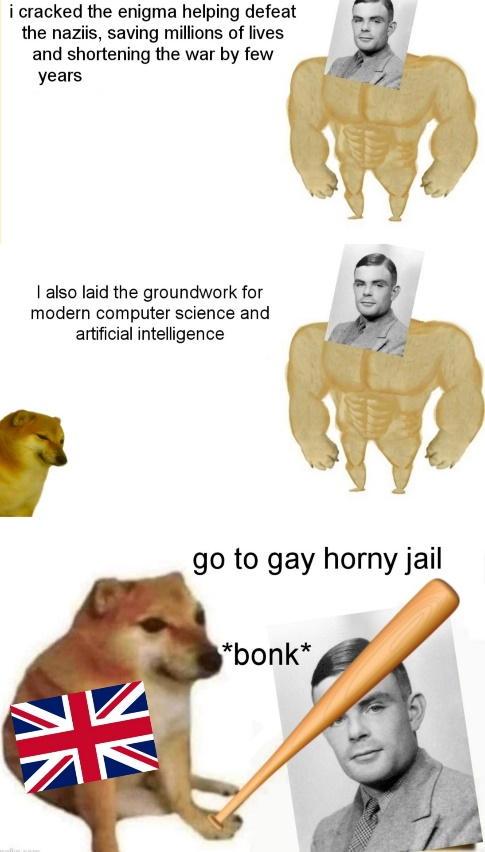 i cracked the enigma helping defeat
the naziis, saving millions of lives
and shortening the war by few
years
I also laid the groundwork for
modern computer science and
artificial intelligence
go to gay horny jail
*bonk*